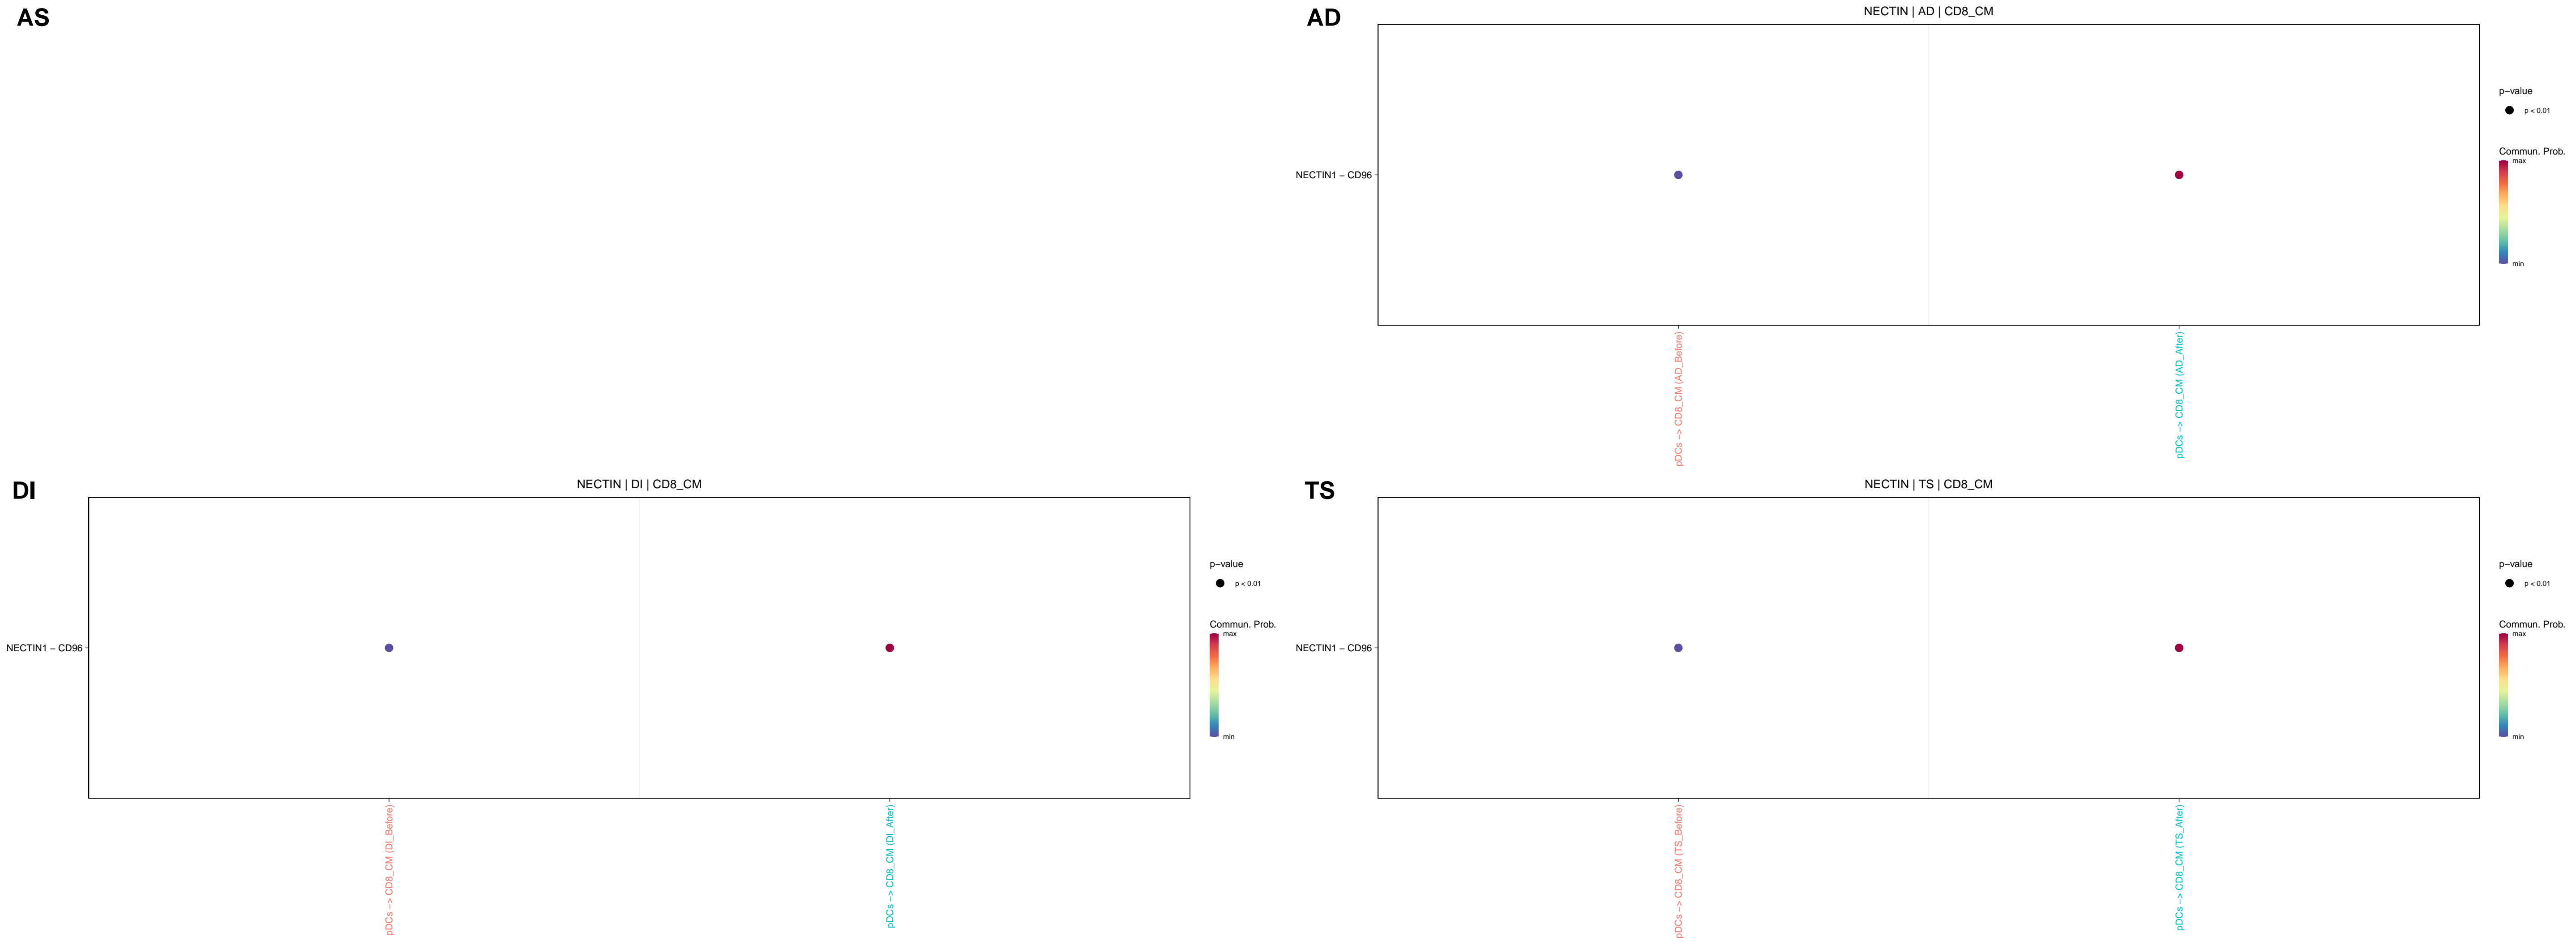 AS
AD
NECTIN | AD | CD8_CM
NECTIN1 − CD96
pDCs −> CD8_CM (AD_Before)
pDCs −> CD8_CM (AD_After)
p−value
p < 0.01
Commun. Prob.
max
min
DI
NECTIN | DI | CD8_CM
NECTIN1 − CD96
pDCs −> CD8_CM (DI_Before)
pDCs −> CD8_CM (DI_After)
p−value
p < 0.01
Commun. Prob.
max
min
TS
NECTIN | TS | CD8_CM
NECTIN1 − CD96
pDCs −> CD8_CM (TS_Before)
pDCs −> CD8_CM (TS_After)
p−value
p < 0.01
Commun. Prob.
max
min